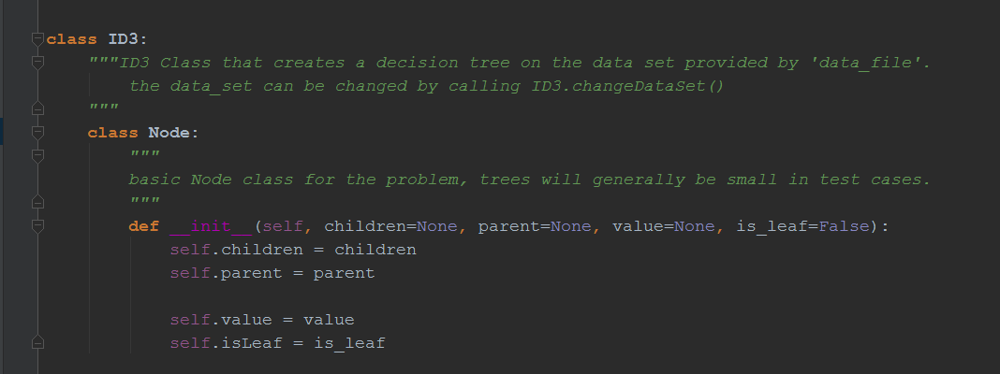 class ID3:
    """ID3 Class that creates a decision tree on the data set provided by 'data_file'.
        the data_set can be changed by calling ID3.changeDataSet()
    """
    class Node:
        """
        basic Node class for the problem, trees will generally be small in test cases.
        """
        def __init__(self, children=None, parent=None, value=None, is_leaf=False):
            self.children = children
            self.parent = parent

            self.value = value
            self.isLeaf = is_leaf